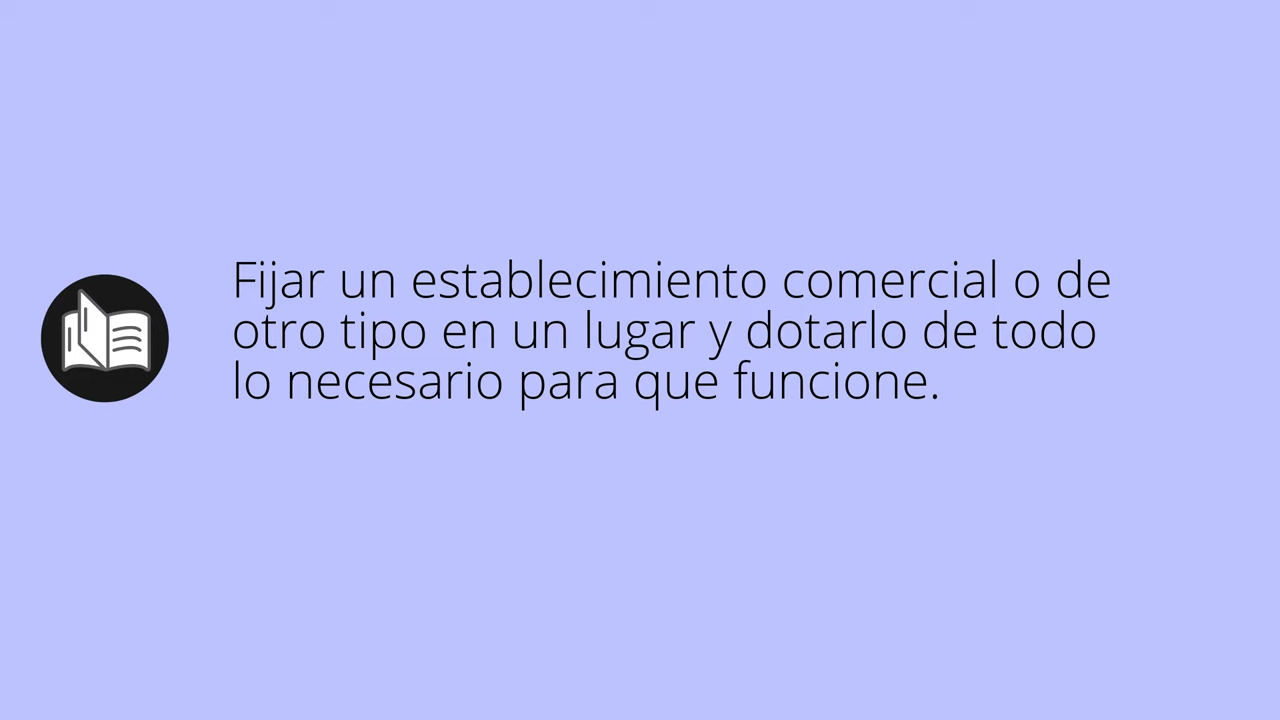 Fijar un establecimiento comercial o de
otro tipo en un lugar y dotarlo de todo
lo necesario para que funcione.